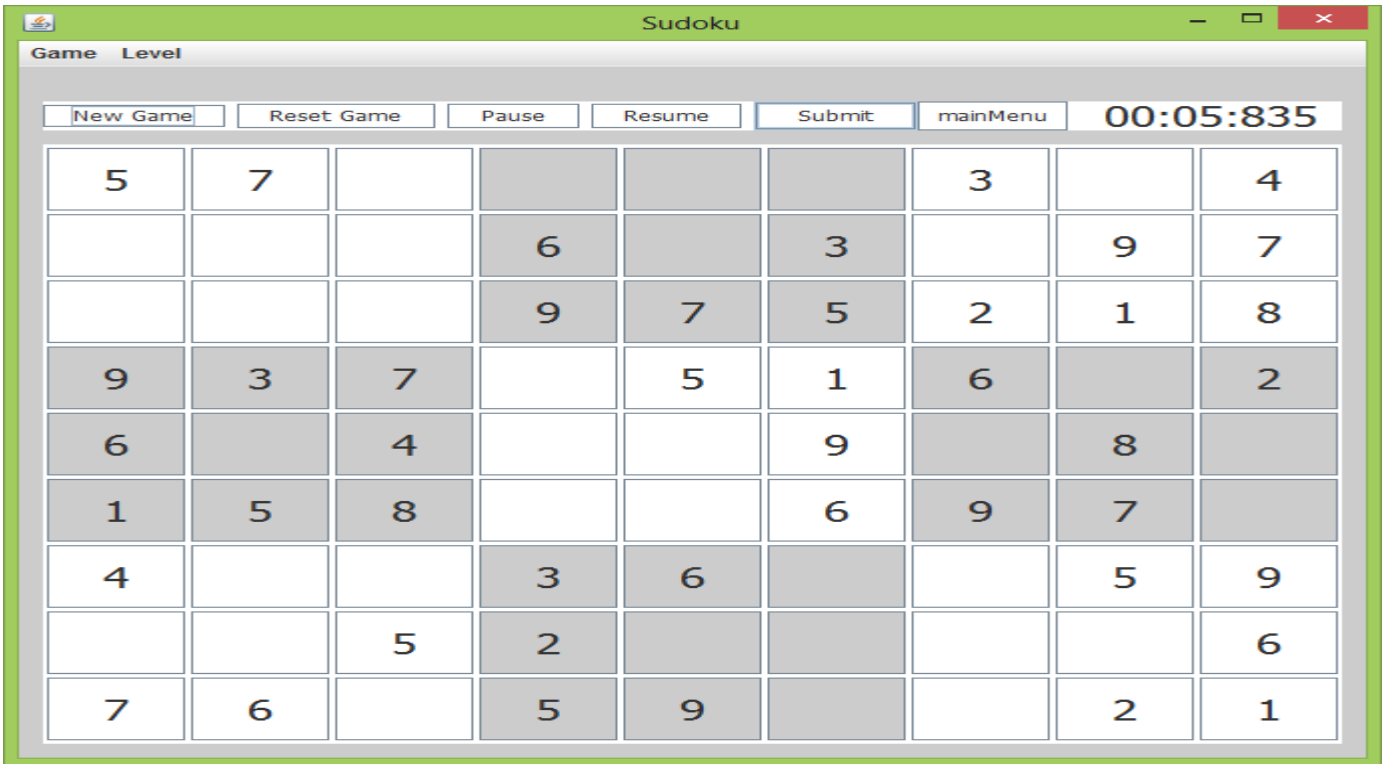 Sudoku
Game Level
New Game Reset Game Pause Resume Submit mainMenu 00:05:835
5 7 3 4
6 3 9 7
9 7 5 2 1 8
9 3 7 5 1 6 2
6 4 9 8
1 5 8 6 9 7
4 3 6 5 9
5 2 6
7 6 5 9 2 1